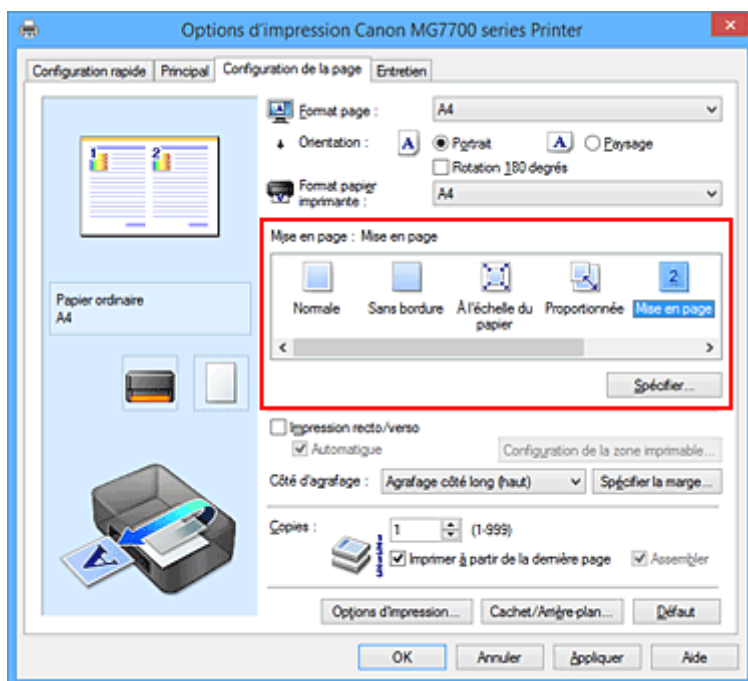 Options d'impression Canon MG7700 series Printer
Configuration rapide Principal Configuration de la page Entretien
Format page : A4
Orientation : A Portrait A Paysage
Rotation 180 degrés
Format papier imprimante : A4
1 2
Papier ordinaire
A4
Mise en page : Mise en page
2
Normale Sans bordure À l'échelle du papier Proportionnée Mise en page
Spécifier...
Impression recto/verso
Automatique Configuration de la zone imprimable...
Côté d'agrafage : Agrafage côté long (haut) Spécifier la marge...
Copies : 1 (1-999)
Imprimer à partir de la dernière page Assembler
A
Options d'impression... Cachet/Arrière-plan... Défaut
OK Annuler Appliquer Aide